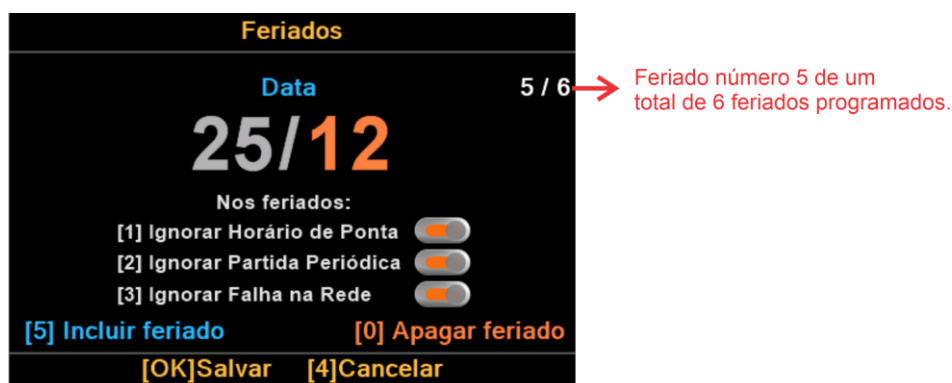 Feriados
Data
5 / 6
Feriado número 5 de um
total de 6 feriados programados.
25/12
Nos feriados:
[1] Ignorar Horário de Ponta
[2] Ignorar Partida Periódica
[3] Ignorar Falha na Rede
[5] Incluir feriado
[0] Apagar feriado
[OK]Salvar [4]Cancelar